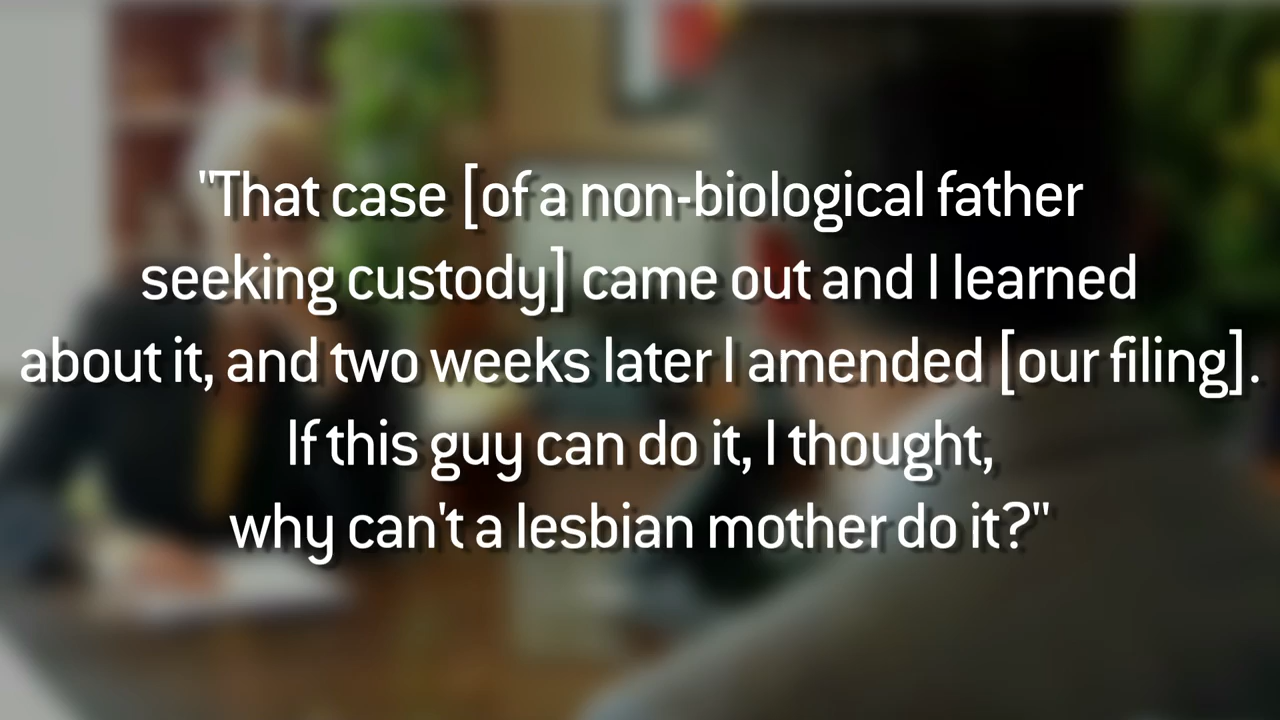 "That case [of a non-biological father
seeking custody] came out and I learned
about it, and two weeks later I amended [our filing].
If this guy can do it, I thought,
why can't a lesbian mother do it?"